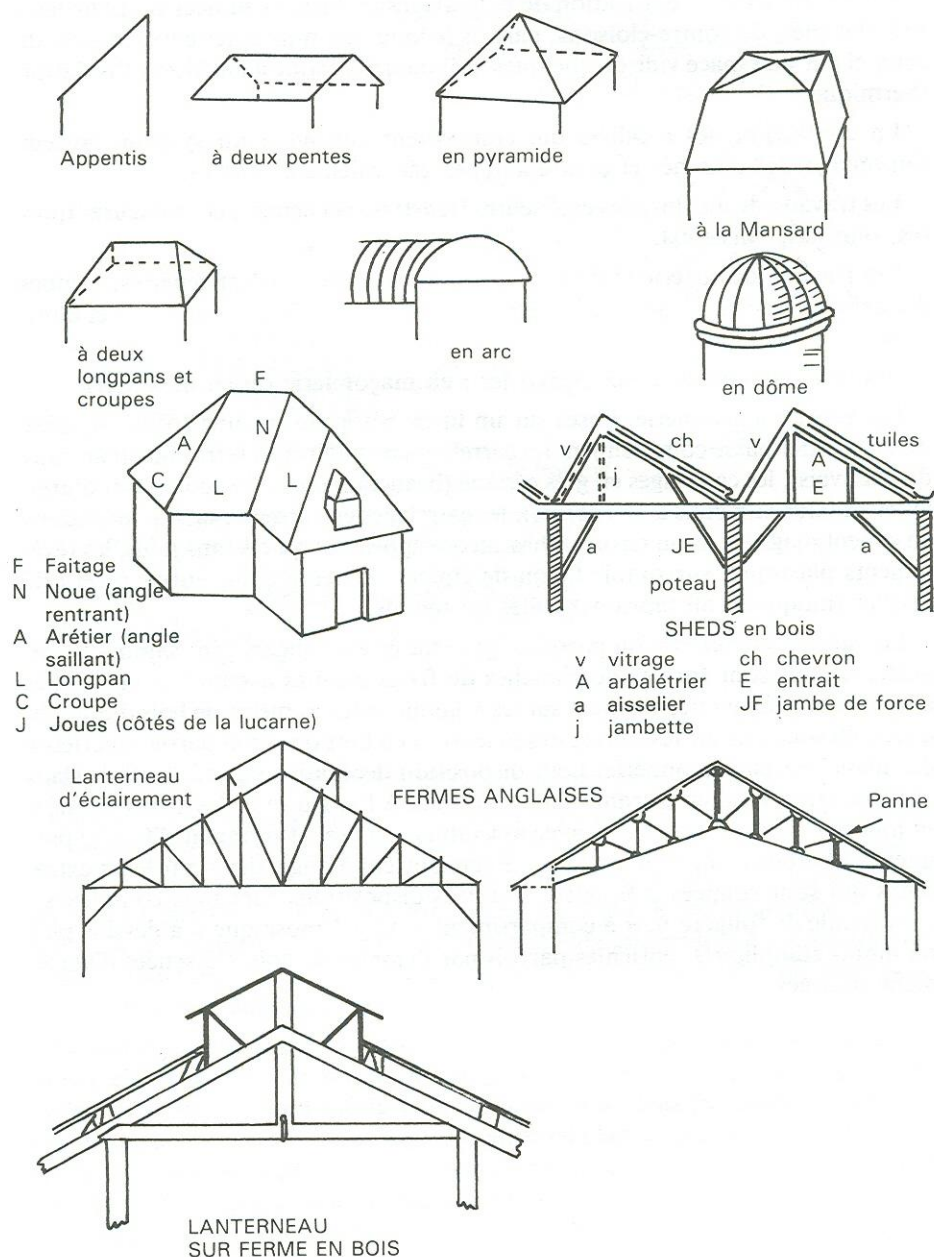 Appentis
à deux pentes
en pyramide
à la Mansard
à deux
longpans et
croupes
en arc
en dôme
F
A
N
C
L
L
F Faitage
N Noue (angle
rentrant)
A Arétier (angle
saillant)
L Longpan
C Croupe
J Joues (côtés de la lucarne)
v
ch
v
tuiles
j
A
E
a
JE
a
poteau
SHEDS en bois
v vitrage
A arbalétrier
a aisselier
j jambette
ch chevron
E entrait
JF jambe de force
Lanterneau
d'éclairement
FERMES ANGLAISES
Panne
LANTERNEAU
SUR FERME EN BOIS